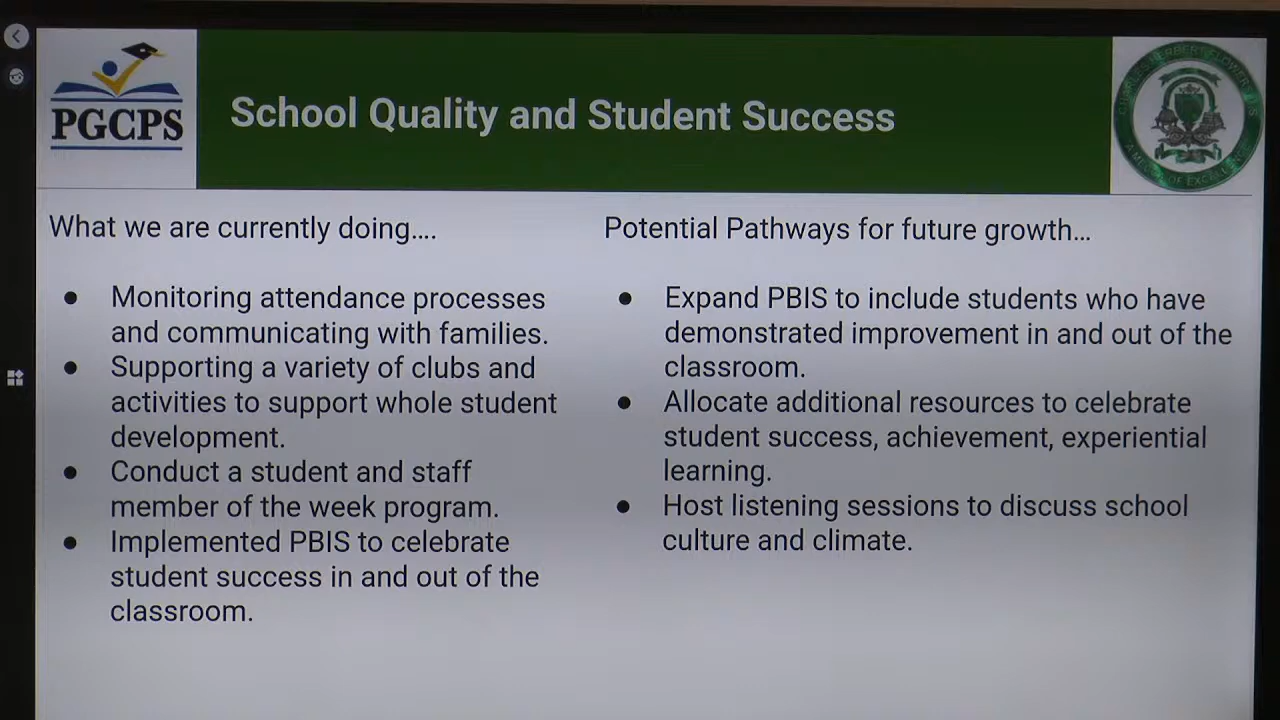 PGCPS
School Quality and Student Success
What we are currently doing....
● Monitoring attendance processes
and communicating with families.
● Supporting a variety of clubs and
activities to support whole student
development.
● Conduct a student and staff
member of the week program.
● Implemented PBIS to celebrate
student success in and out of the
classroom.
Potential Pathways for future growth...
● Expand PBIS to include students who have
demonstrated improvement in and out of the
classroom.
● Allocate additional resources to celebrate
student success, achievement, experiential
learning.
● Host listening sessions to discuss school
culture and climate.